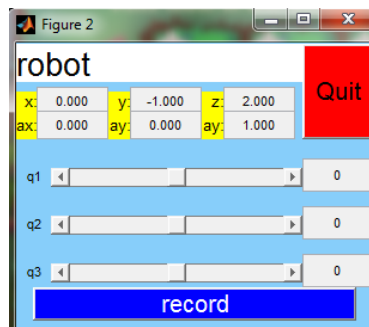 Figure 2
robot
Quit
x: 0.000 y: -1.000 z: 2.000
ax: 0.000 ay: 0.000 ay: 1.000
q1 0
q2 0
q3 0
record